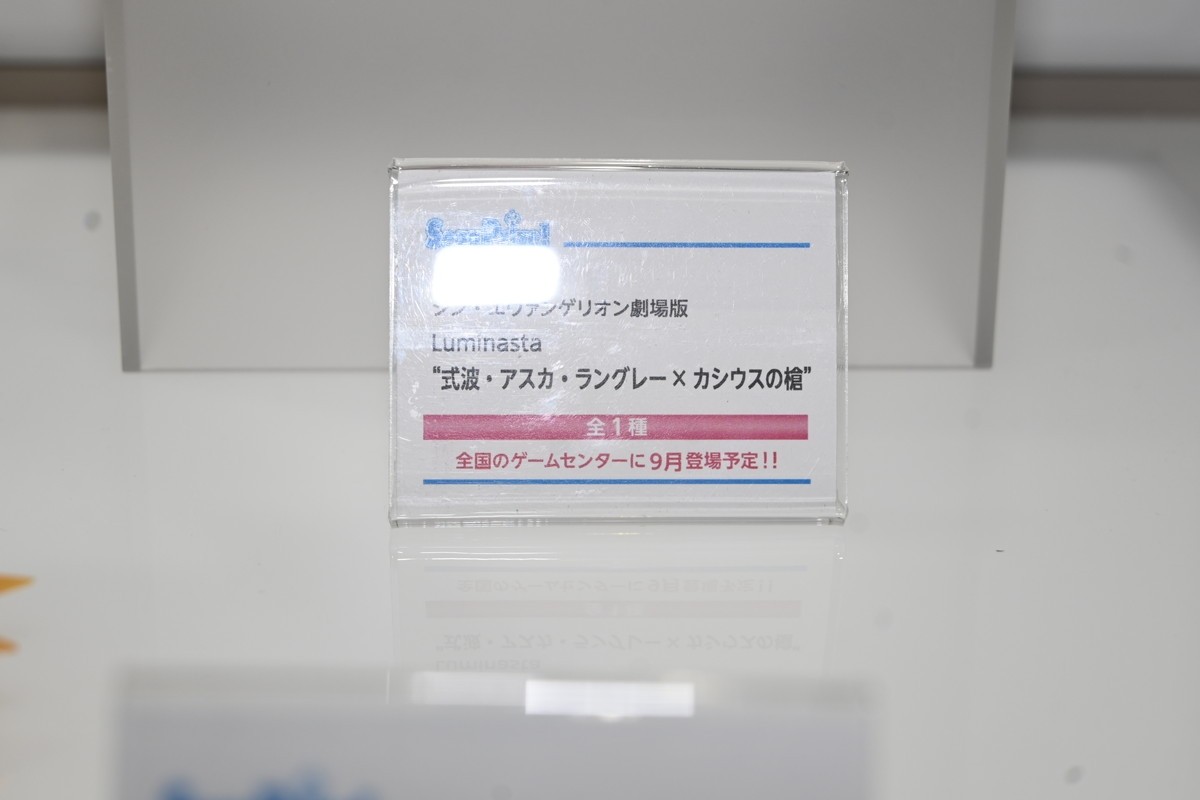 シン・エヴァンゲリオン劇場版
Luminasta
“式波・アスカ・ラングレー×カシウスの槍”
全1種
全国のゲームセンターに9月登場予定!!